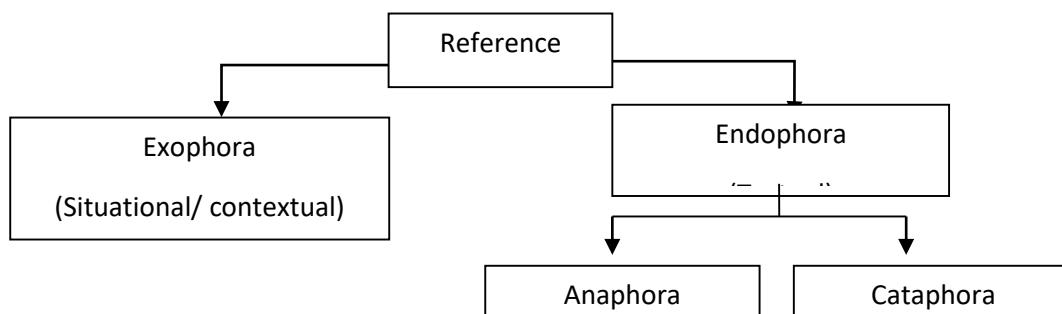 Reference
Exophora
(Situational/ contextual)
Endophora
Anaphora
Cataphora